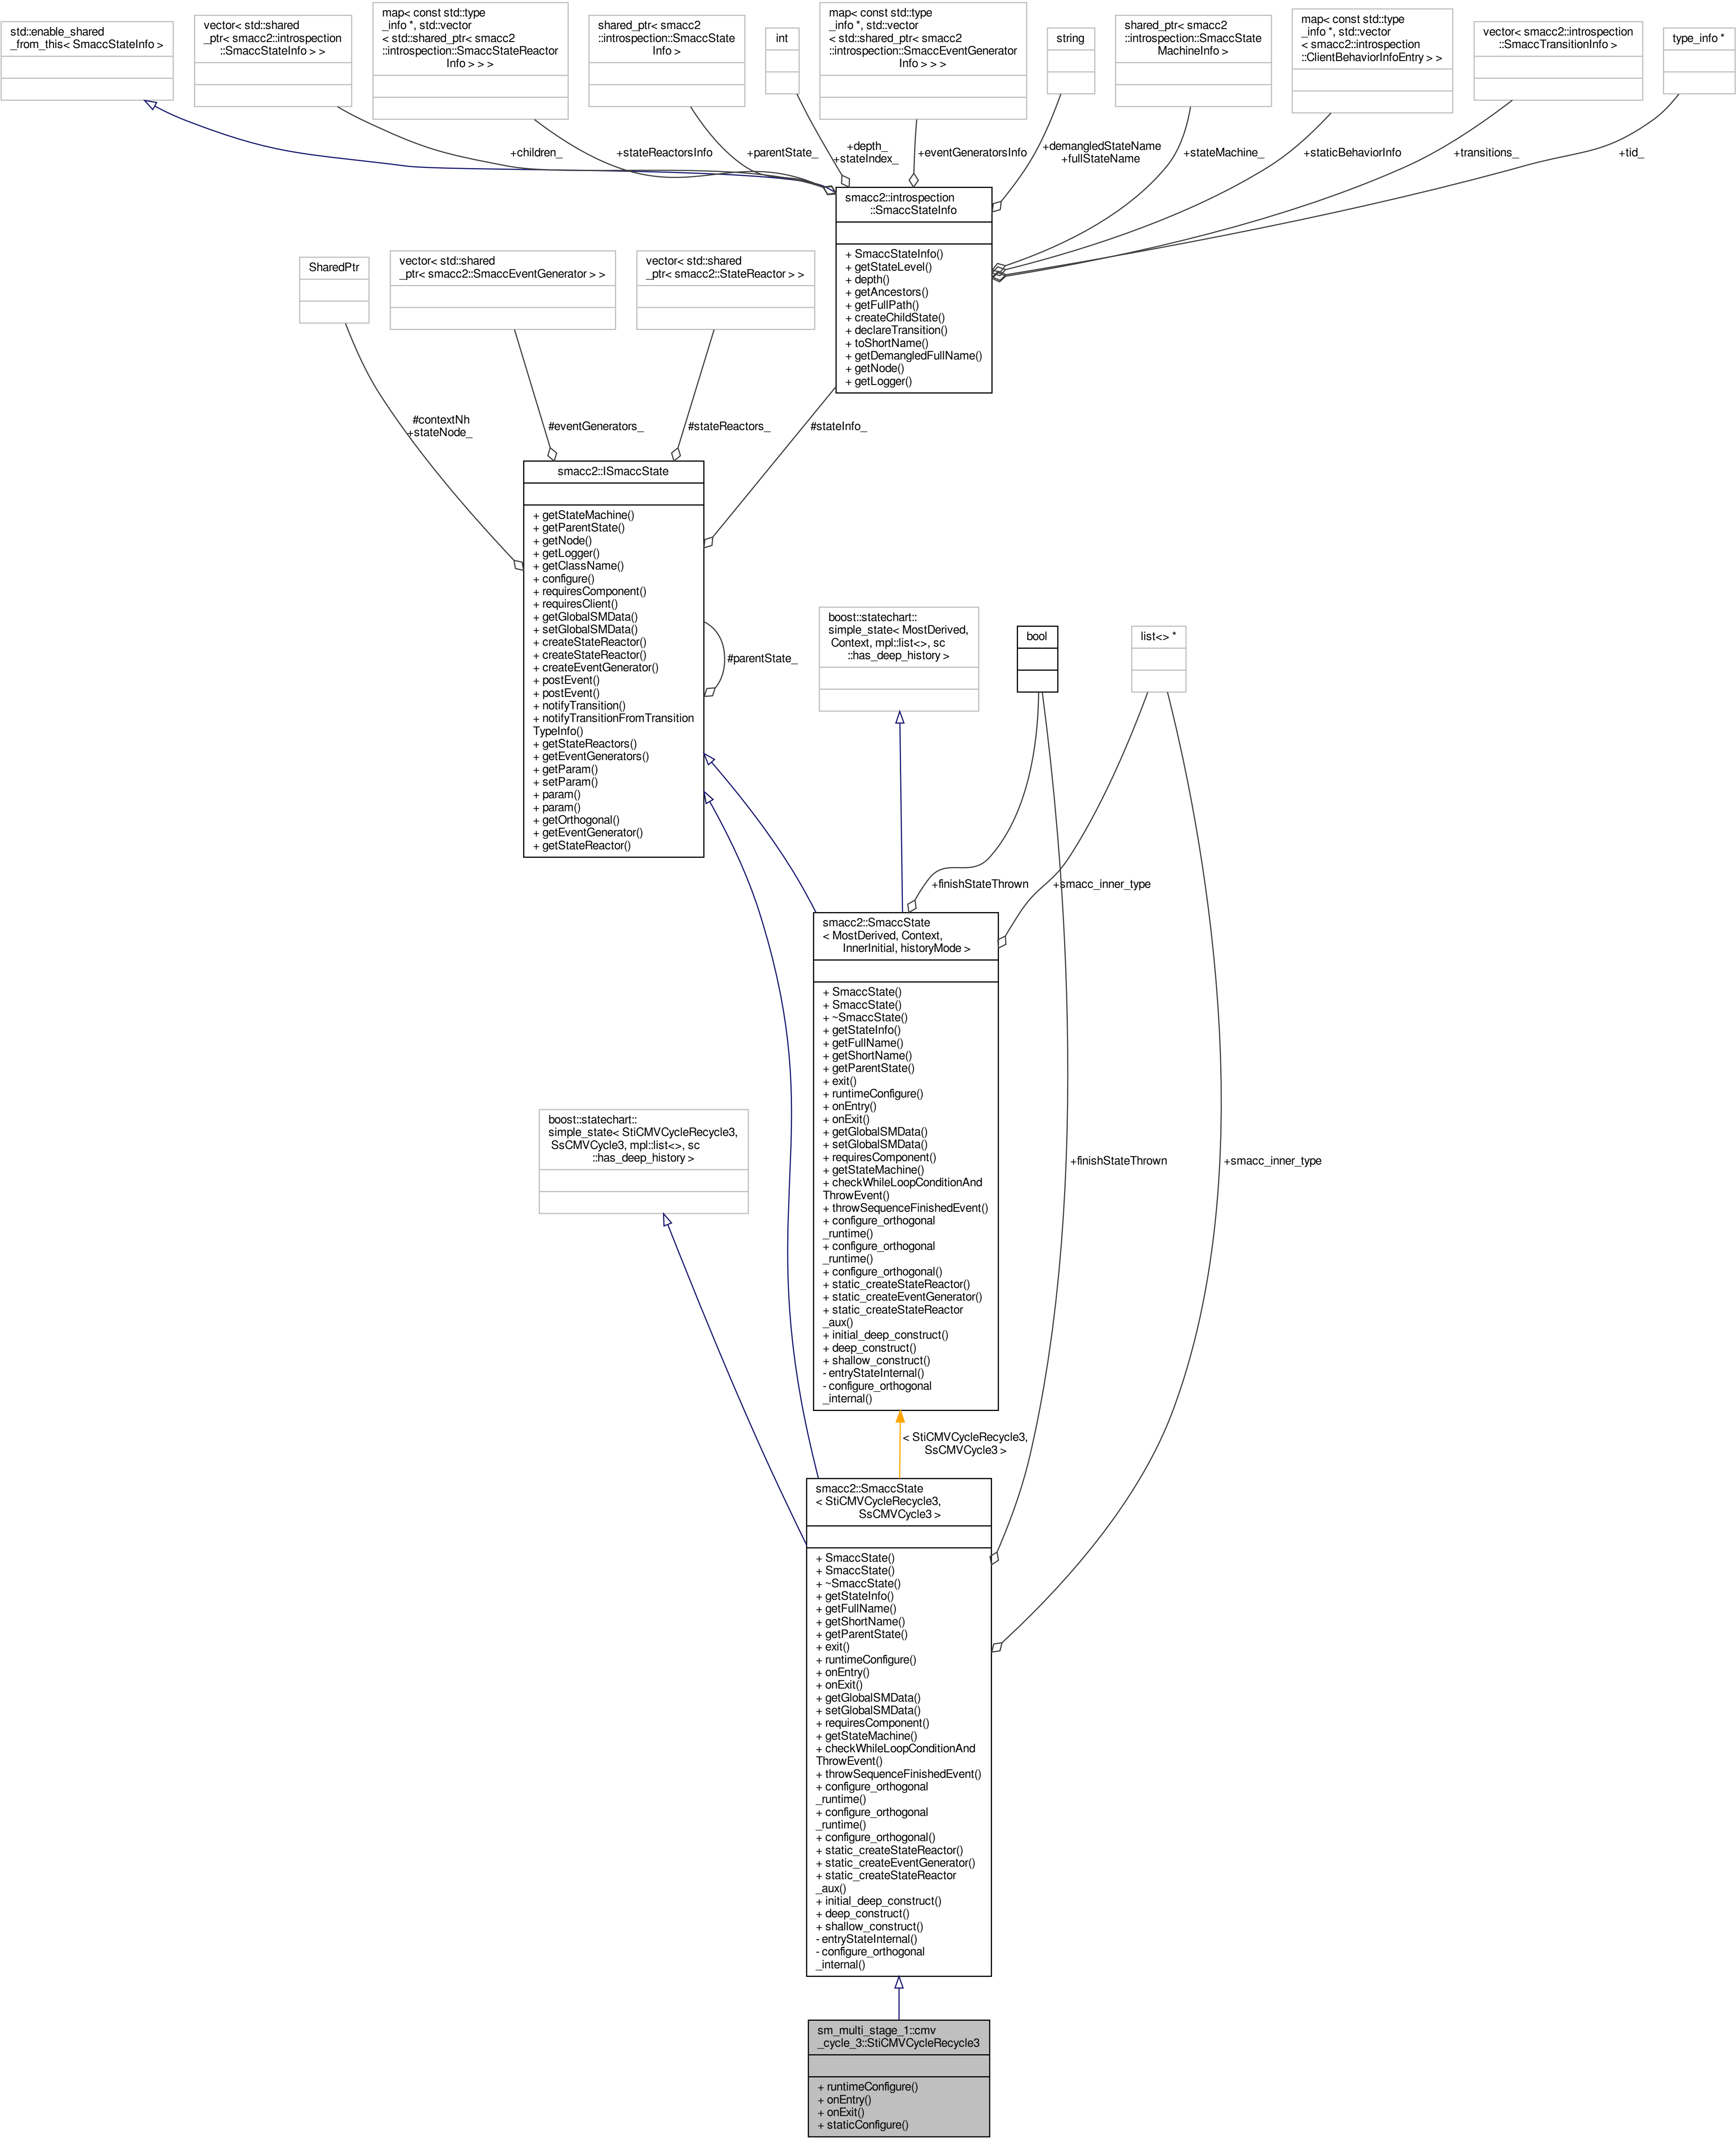 std::enable_shared
_from_this< SmaccStateInfo >
vector< std::shared
_ptr< smacc2::introspection
::SmaccStateInfo > >
map< const std::type
_info *, std::vector
< std::shared_ptr< smacc2
::introspection::SmaccStateReactor
Info > > >
shared_ptr< smacc2
::introspection::SmaccState
Info >
int
map< const std::type
_info *, std::vector
< std::shared_ptr< smacc2
::introspection::SmaccEventGenerator
Info > > >
string
shared_ptr< smacc2
::introspection::SmaccState
MachineInfo >
map< const std::type
_info *, std::vector
< smacc2::introspection
::ClientBehaviorInfoEntry > >
vector< smacc2::introspection
::SmaccTransitionInfo >
type_info *
+children_
+stateReactorsInfo
+parentState_
+depth_
+stateIndex_
+eventGeneratorsInfo
+demangledStateName
+fullStateName
+stateMachine_
+staticBehaviorInfo
+transitions_
+tid_
smacc2::introspection
::SmaccStateInfo
+ SmaccStateInfo()
+ getStateLevel()
+ depth()
+ getAncestors()
+ getFullPath()
+ createChildState()
+ declareTransition()
+ toShortName()
+ getDemangledFullName()
+ getNode()
+ getLogger()
SharedPtr
vector< std::shared
_ptr< smacc2::SmaccEventGenerator > >
vector< std::shared
_ptr< smacc2::StateReactor > >
#contextNh
+stateNode_
#eventGenerators_
#stateReactors_
#stateInfo_
smacc2::ISmaccState
+ getStateMachine()
+ getParentState()
+ getNode()
+ getLogger()
+ getClassName()
+ configure()
+ requiresComponent()
+ requiresClient()
+ getGlobalSMData()
+ setGlobalSMData()
+ createStateReactor()
+ createStateReactor()
+ createEventGenerator()
+ postEvent()
+ postEvent()
+ notifyTransition()
+ notifyTransitionFromTransition
TypeInfo()
+ getStateReactors()
+ getEventGenerators()
+ getParam()
+ setParam()
+ param()
+ param()
+ getOrthogonal()
+ getEventGenerator()
+ getStateReactor()
#parentState_
boost::statechart::
simple_state< MostDerived,
Context, mpl::list<>, sc
::has_deep_history >
bool
list<> *
+finishStateThrown
+smacc_inner_type
smacc2::SmaccState
< MostDerived, Context,
InnerInitial, historyMode >
+ SmaccState()
+ SmaccState()
+ ~SmaccState()
+ getStateInfo()
+ getFullName()
+ getShortName()
+ getParentState()
+ exit()
+ runtimeConfigure()
+ onEntry()
+ onExit()
+ getGlobalSMData()
+ setGlobalSMData()
+ requiresComponent()
+ getStateMachine()
+ checkWhileLoopConditionAnd
ThrowEvent()
+ throwSequenceFinishedEvent()
+ configure_orthogonal
_runtime()
+ configure_orthogonal
_runtime()
+ configure_orthogonal()
+ static_createStateReactor()
+ static_createEventGenerator()
+ static_createStateReactor
_aux()
+ initial_deep_construct()
+ deep_construct()
+ shallow_construct()
- entryStateInternal()
- configure_orthogonal
_internal()
boost::statechart::
simple_state< StiCMVCycleRecycle3,
SsCMVCycle3, mpl::list<>, sc
::has_deep_history >
+finishStateThrown
+smacc_inner_type
< StiCMVCycleRecycle3,
SsCMVCycle3 >
smacc2::SmaccState
< StiCMVCycleRecycle3,
SsCMVCycle3 >
+ SmaccState()
+ SmaccState()
+ ~SmaccState()
+ getStateInfo()
+ getFullName()
+ getShortName()
+ getParentState()
+ exit()
+ runtimeConfigure()
+ onEntry()
+ onExit()
+ getGlobalSMData()
+ setGlobalSMData()
+ requiresComponent()
+ getStateMachine()
+ checkWhileLoopConditionAnd
ThrowEvent()
+ throwSequenceFinishedEvent()
+ configure_orthogonal
_runtime()
+ configure_orthogonal
_runtime()
+ configure_orthogonal()
+ static_createStateReactor()
+ static_createEventGenerator()
+ static_createStateReactor
_aux()
+ initial_deep_construct()
+ deep_construct()
+ shallow_construct()
- entryStateInternal()
- configure_orthogonal
_internal()
sm_multi_stage_1::cmv
_cycle_3::StiCMVCycleRecycle3
+ runtimeConfigure()
+ onEntry()
+ onExit()
+ staticConfigure()